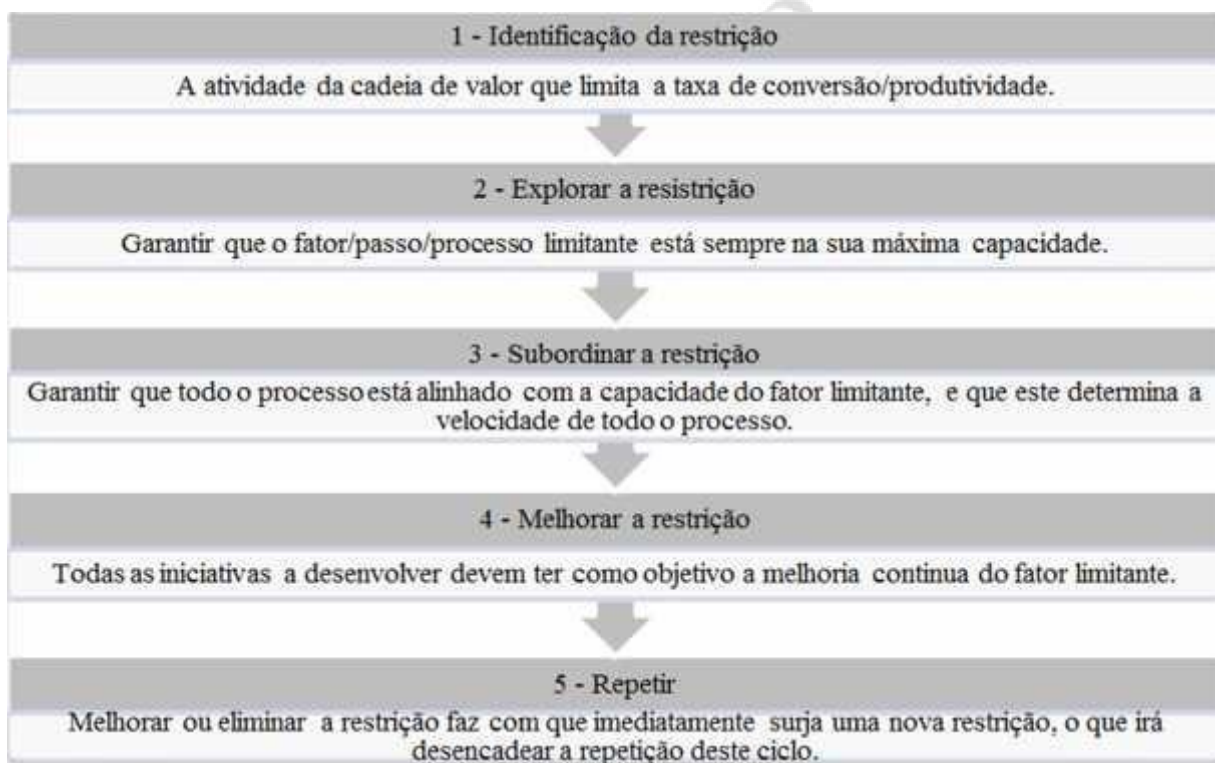 1 - Identificação da restrição
A atividade da cadeia de valor que limita a taxa de conversão/produtividade.
2 - Explorar a resistrição
Garantir que o fator/passo/processo limitante está sempre na sua máxima capacidade.
3 - Subordinar a restrição
Garantir que todo o processo está alinhado com a capacidade do fator limitante, e que este determina a
velocidade de todo o processo.
4 - Melhorar a restrição
Todas as iniciativas a desenvolver devem ter como objetivo a melhoria continua do fator limitante.
5 - Repetir
Melhorar ou eliminar a restrição faz com que imediatamente surja uma nova restrição, o que irá
desencadear a repetição deste ciclo.